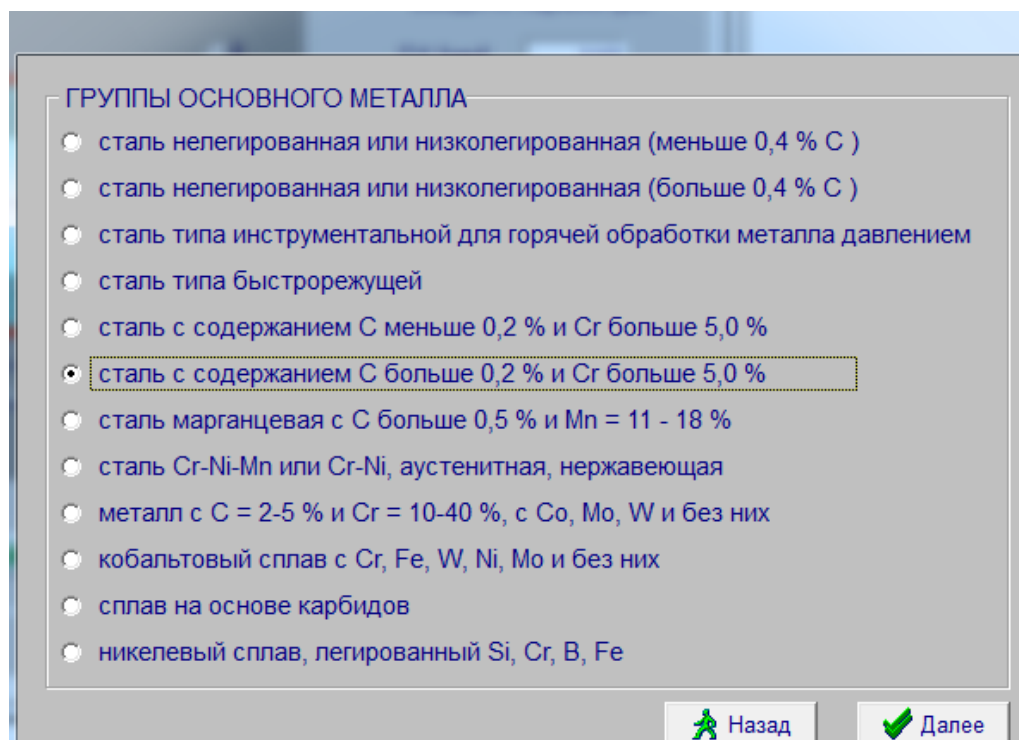 ГРУППЫ ОСНОВНОГО МЕТАЛЛА
сталь нелегированная или низколегированная (меньше 0,4 % С )
сталь нелегированная или низколегированная (больше 0,4 % С )
сталь типа инструментальной для горячей обработки металла давлением
сталь типа быстрорежущей
сталь с содержанием С меньше 0,2 % и Cr больше 5,0 %
сталь с содержанием С больше 0,2 % и Cr больше 5,0 %
сталь марганцевая с С больше 0,5 % и Mn = 11 - 18 %
сталь Cr-Ni-Mn или Cr-Ni, аустенитная, нержавеющая
металл с С = 2-5 % и Cr = 10-40 %, с Co, Mo, W и без них
кобальтовый сплав с Cr, Fe, W, Ni, Mo и без них
сплав на основе карбидов
никелевый сплав, легированный Si, Cr, B, Fe
Назад Далее